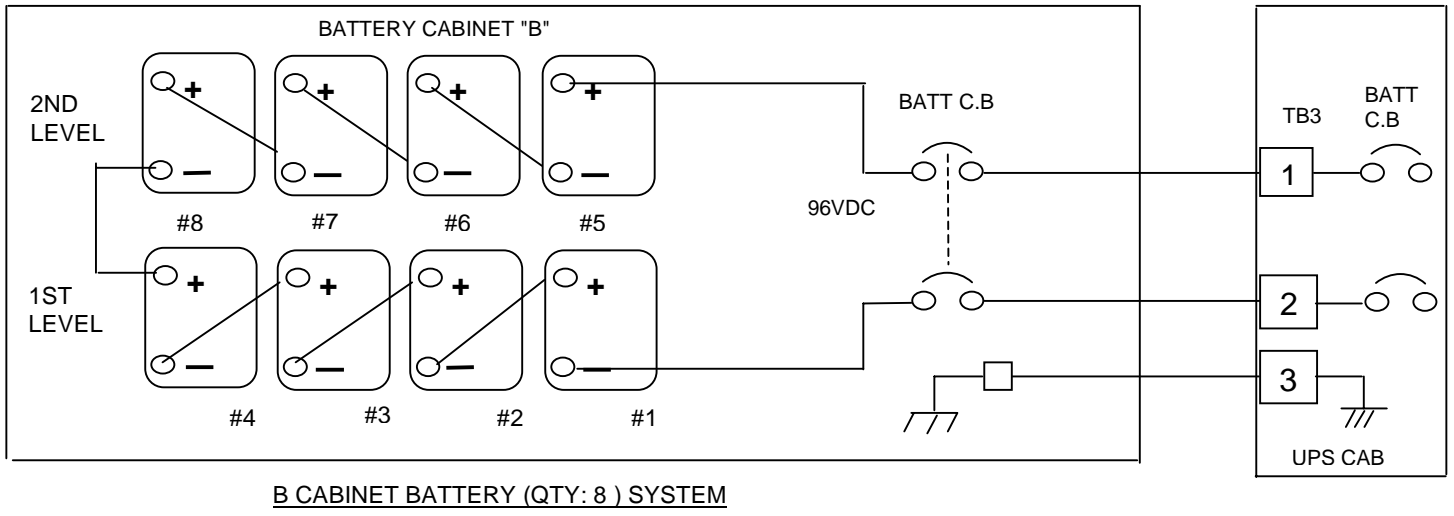 BATTERY CABINET "B"
2ND
LEVEL
+
+
+
+
—
—
—
—
#8
#7
#6
#5
1ST
LEVEL
+
+
+
+
—
—
—
—
#4
#3
#2
#1
BATT C.B
96VDC
TB3
BATT
C.B
1
2
3
UPS CAB
B CABINET BATTERY (QTY: 8 ) SYSTEM